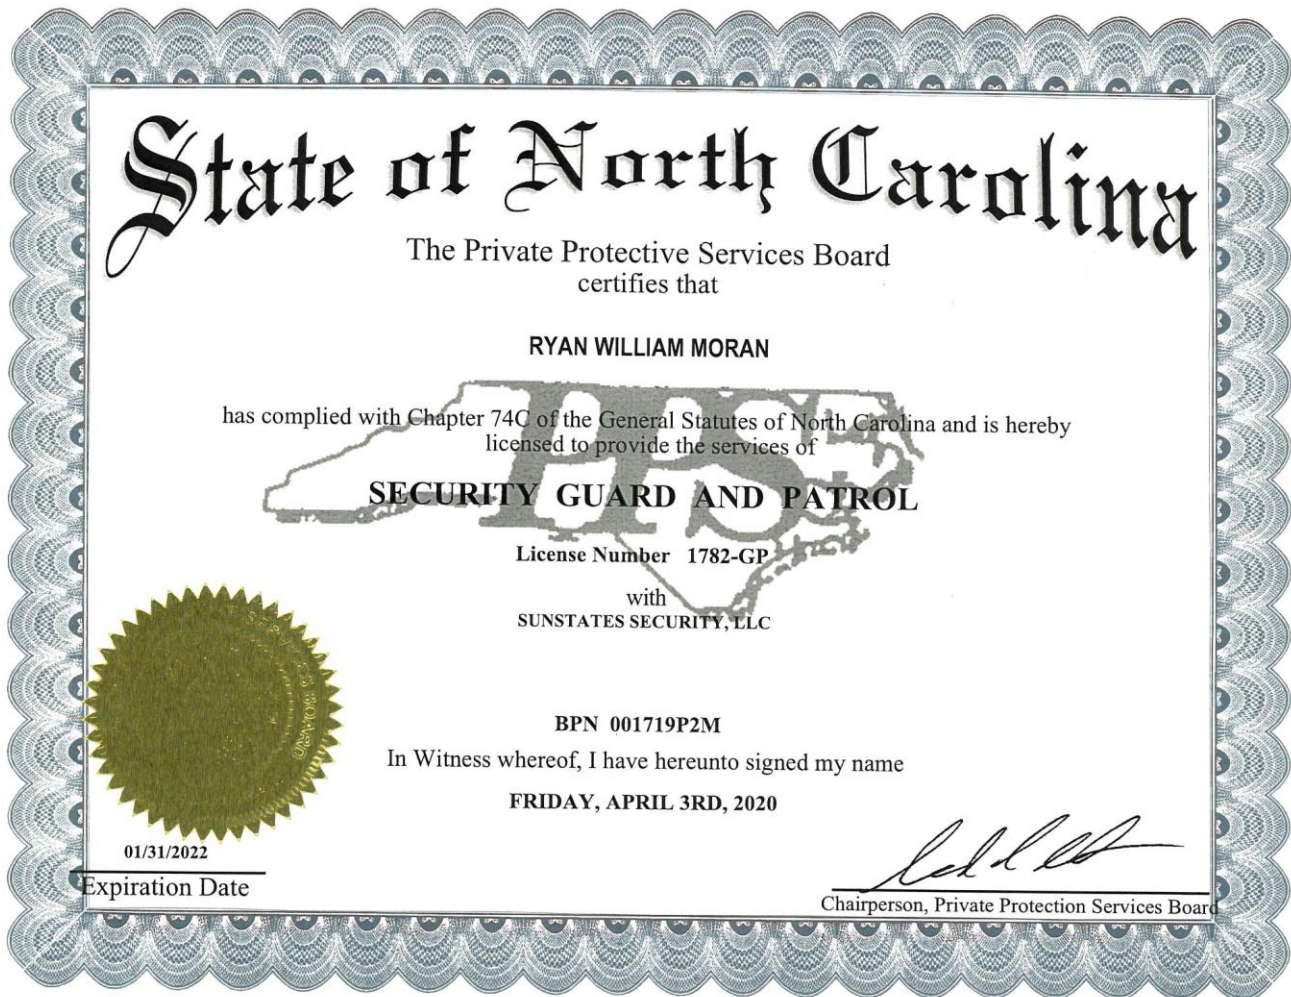 State of North Carolina
The Private Protective Services Board
certifies that
RYAN WILLIAM MORAN
has complied with Chapter 74C of the General Statutes of North Carolina and is hereby
licensed to provide the services of
PPS
SECURITY GUARD AND PATROL
License Number 1782-GP
with
SUNSTATES SECURITY, LLC
BPN 001719P2M
In Witness whereof, I have hereunto signed my name
FRIDAY, APRIL 3RD, 2020
01/31/2022
Expiration Date
Chairperson, Private Protection Services Board